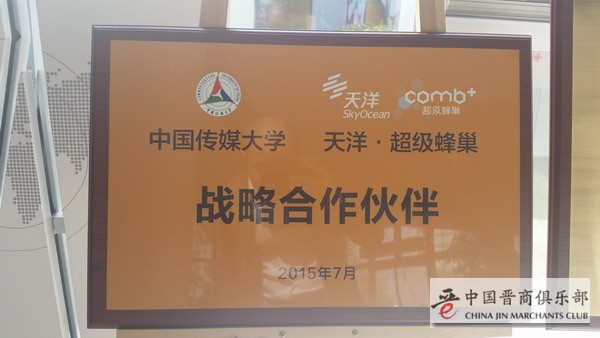 天洋 comb+
SkyOcean 超级蜂巢
中国传媒大学 天洋·超级蜂巢
战略合作伙伴
2015年7月
中国晋商俱乐部
CHINA JIN MARCHANTS CLUB